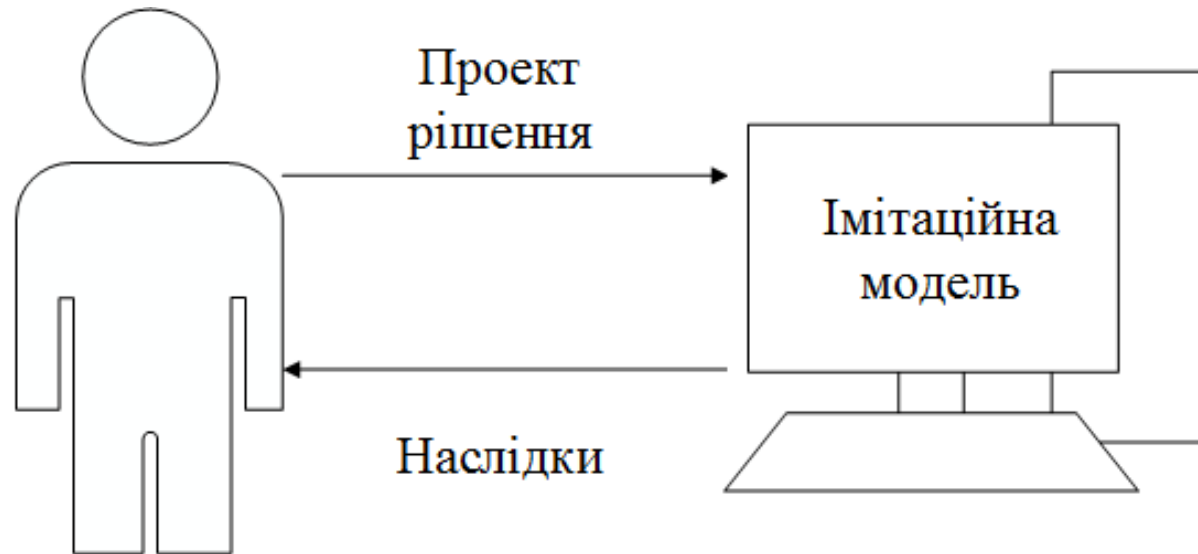 Проект
рішення
Імітаційна
модель
Наслідки